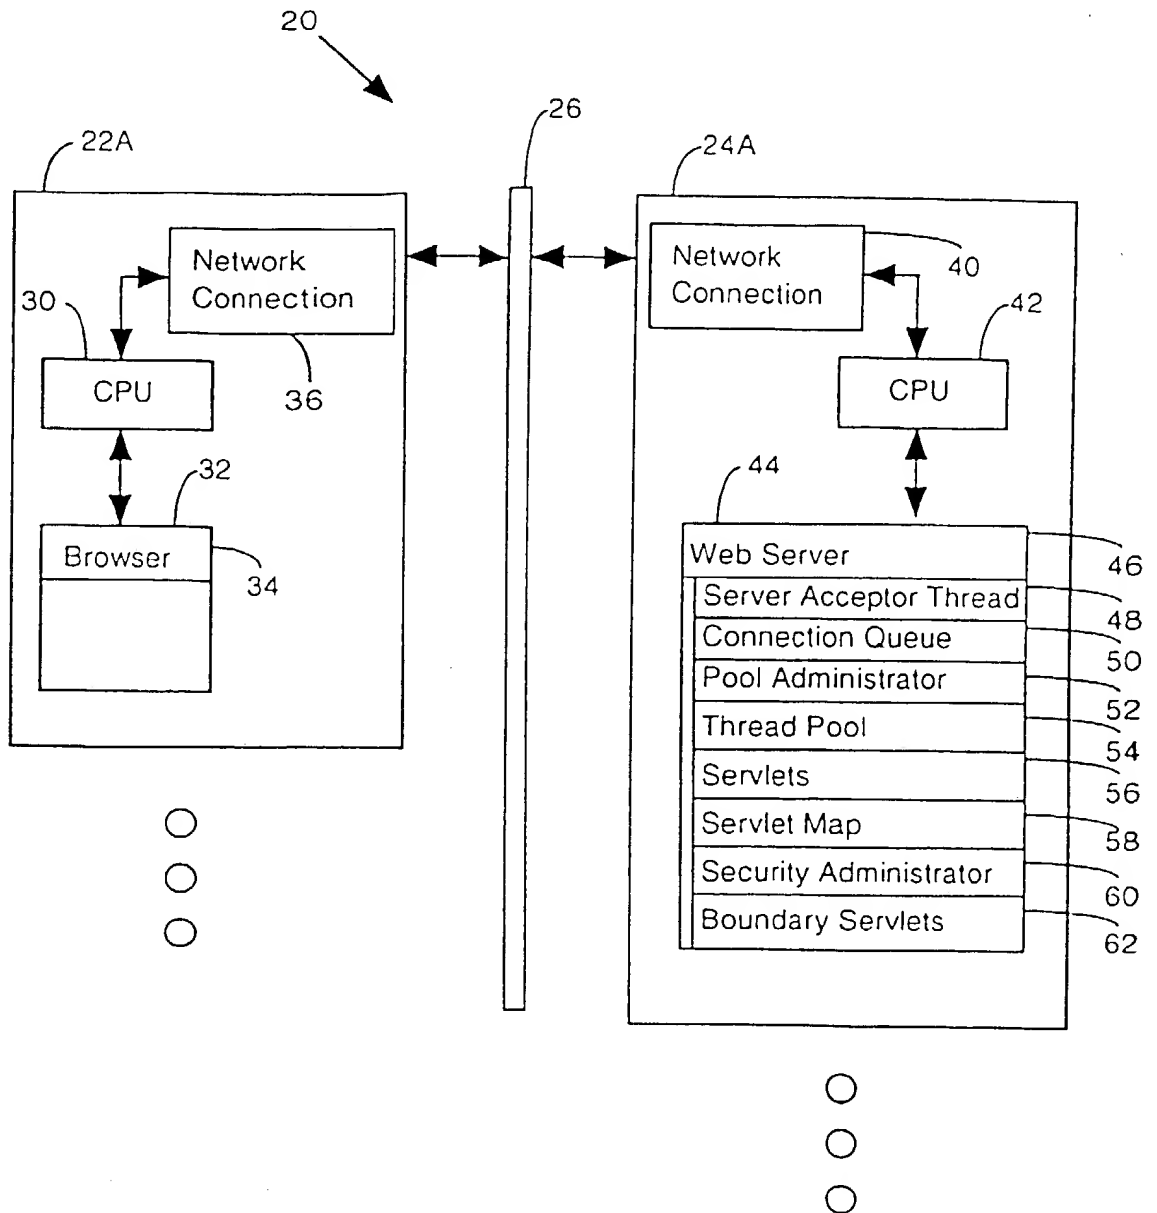 20
22A
26
24A
Network
Connection
36
30
CPU
32
Browser
34
Network
Connection
40
42
CPU
44
Web Server
46
Server Acceptor Thread
48
Connection Queue
50
Pool Administrator
52
Thread Pool
54
Servlets
56
Servlet Map
58
Security Administrator
60
Boundary Servlets
62